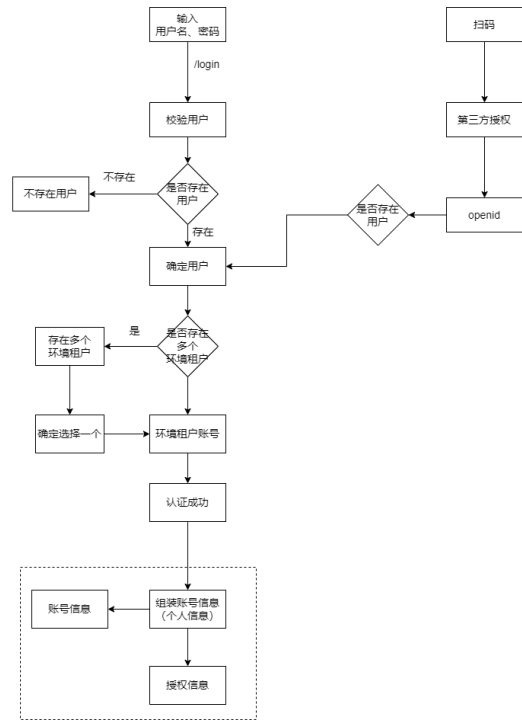 输入
用户名、密码
扫码
/login
校验用户
第三方授权
不存在
是否存在
用户
不存在用户
是否存在
用户
openid
存在
确定用户
是
是否存在
多个
环境租户
存在多个
环境租户
确定选择一个
环境租户账号
认证成功
账号信息
组装账号信息
（个人信息）
授权信息